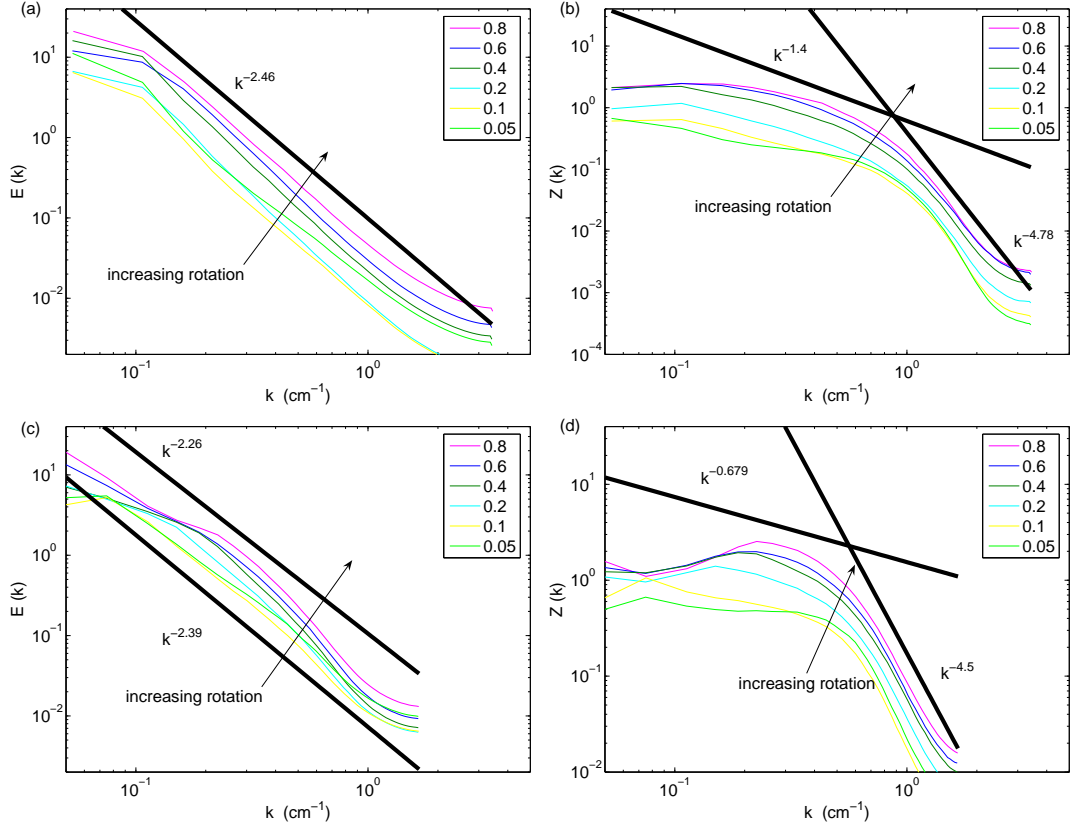 (a)
10^1
10^0
10^-1
10^-2
E (k)
10^-1
10^0
k (cm^-1)
k^-2.46
increasing rotation
0.8
0.6
0.4
0.2
0.1
0.05
(b)
10^1
10^0
10^-1
10^-2
10^-3
10^-4
Z (k)
10^-1
10^0
k (cm^-1)
k^-1.4
increasing rotation
k^-4.78
0.8
0.6
0.4
0.2
0.1
0.05
(c)
10^1
10^0
10^-1
10^-2
E (k)
10^-1
10^0
k (cm^-1)
k^-2.26
k^-2.39
increasing rotation
0.8
0.6
0.4
0.2
0.1
0.05
(d)
10^1
10^0
10^-1
10^-2
Z (k)
10^-1
10^0
k (cm^-1)
k^-0.679
increasing rotation
k^-4.5
0.8
0.6
0.4
0.2
0.1
0.05